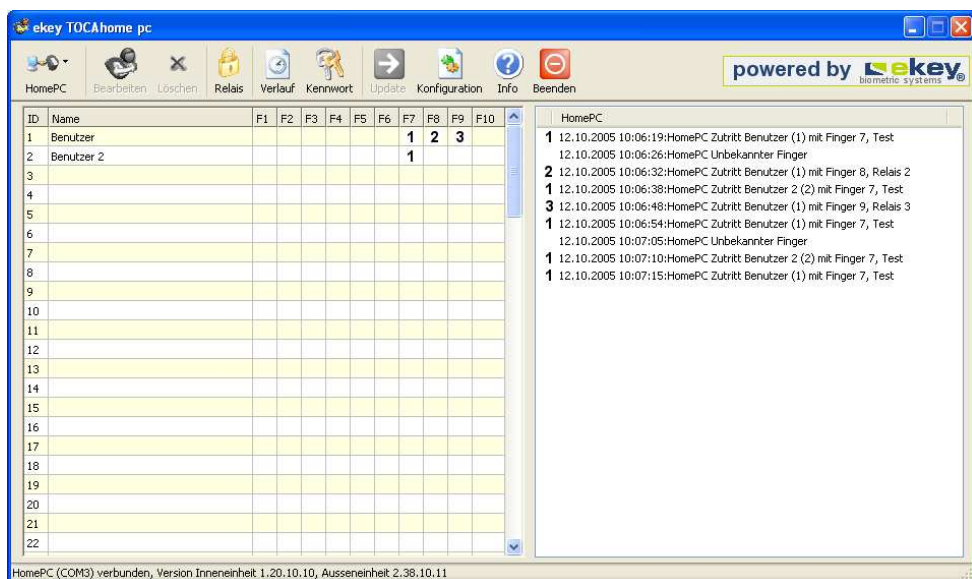 ekey TOCAhome pc
HomePC Bearbeiten Löschen Relais Verlauf Kennwort Update Konfiguration Info Beenden
powered by ekey®
biometric systems
ID Name F1 F2 F3 F4 F5 F6 F7 F8 F9 F10
1 Benutzer 1 2 3
2 Benutzer 2 1
3
4
5
6
7
8
9
10
11
12
13
14
15
16
17
18
19
20
21
22
HomePC
1 12.10.2005 10:06:19:HomePC Zutritt Benutzer (1) mit Finger 7, Test
12.10.2005 10:06:26:HomePC Unbekannter Finger
2 12.10.2005 10:06:32:HomePC Zutritt Benutzer (1) mit Finger 8, Relais 2
1 12.10.2005 10:06:38:HomePC Zutritt Benutzer 2 (2) mit Finger 7, Test
3 12.10.2005 10:06:48:HomePC Zutritt Benutzer (1) mit Finger 9, Relais 3
1 12.10.2005 10:06:54:HomePC Zutritt Benutzer (1) mit Finger 7, Test
12.10.2005 10:07:05:HomePC Unbekannter Finger
1 12.10.2005 10:07:10:HomePC Zutritt Benutzer 2 (2) mit Finger 7, Test
1 12.10.2005 10:07:15:HomePC Zutritt Benutzer (1) mit Finger 7, Test
HomePC (COM3) verbunden, Version Inneneinheit 1.20.10.10, Ausseneinheit 2.38.10.11